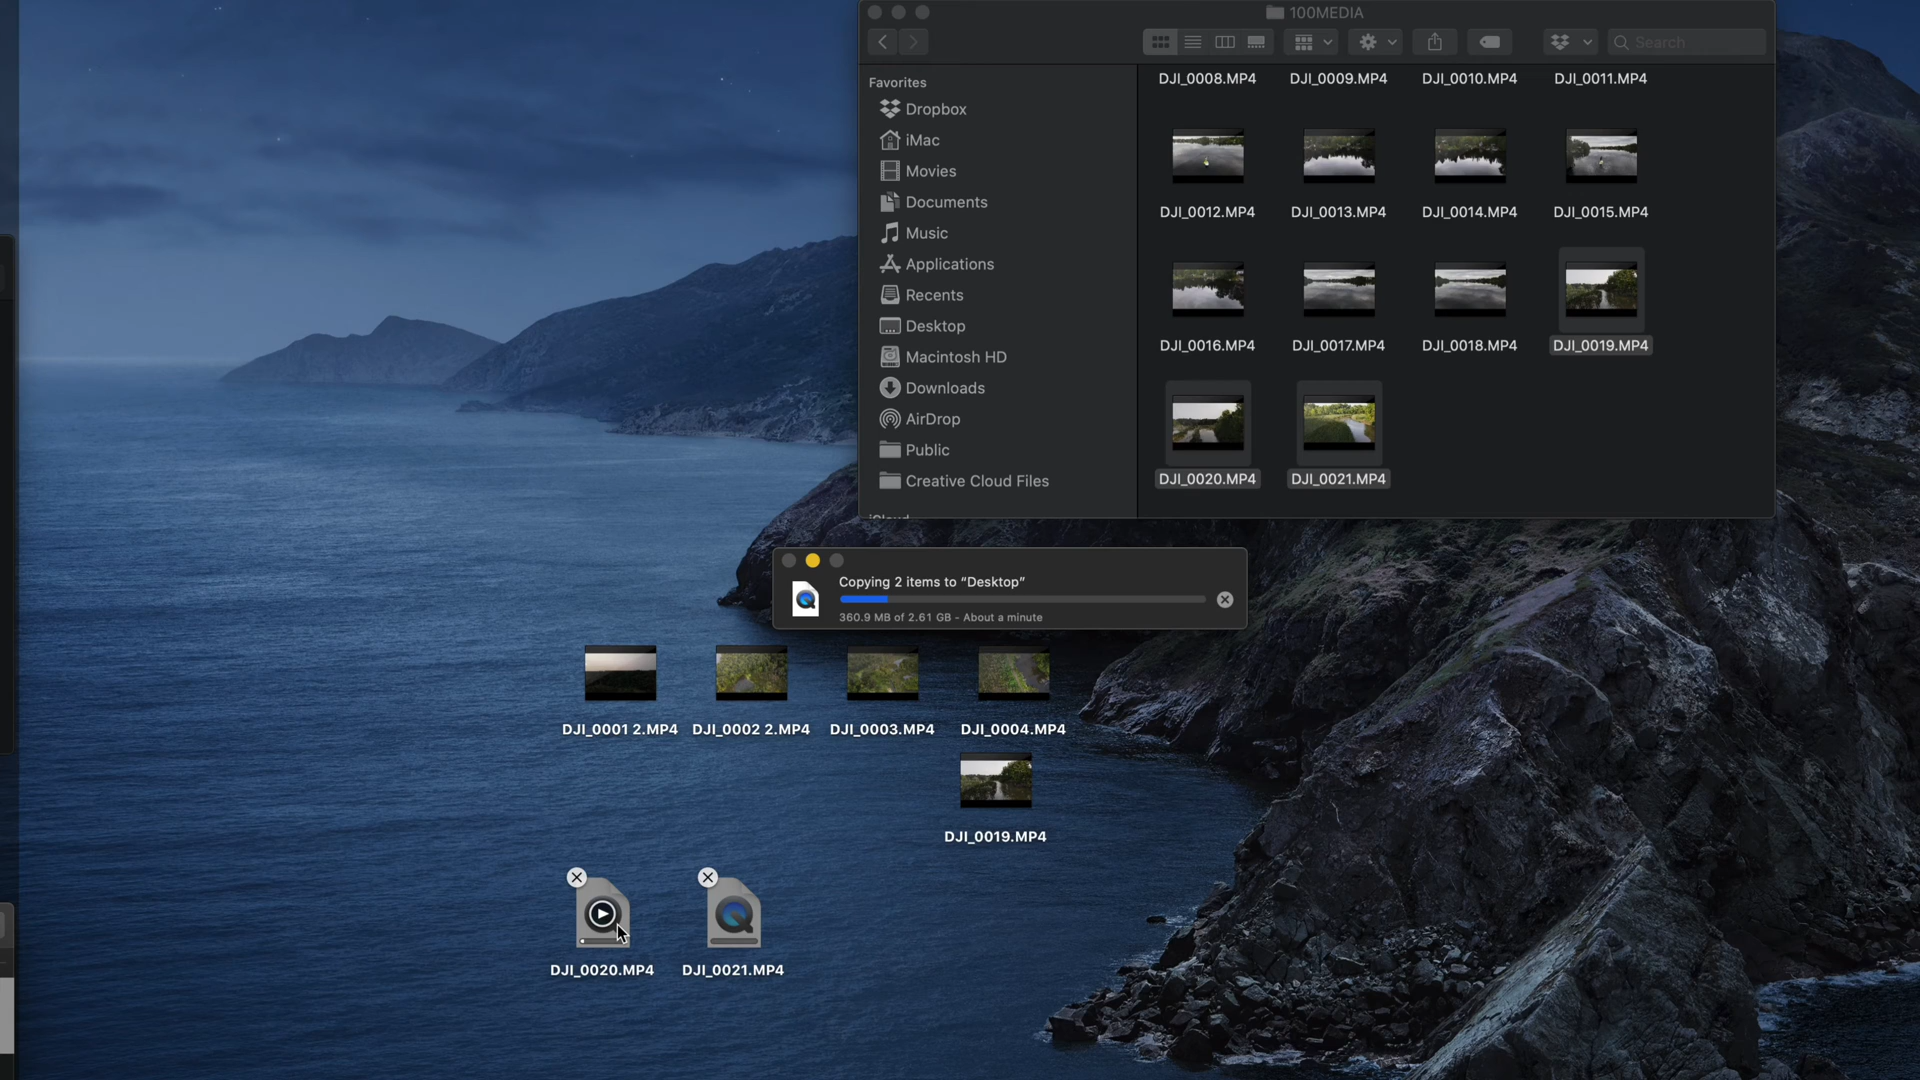 100MEDIA
Search
Favorites
Dropbox
iMac
Movies
Documents
Music
Applications
Recents
Desktop
Macintosh HD
Downloads
AirDrop
Public
Creative Cloud Files
iCloud
DJI_0008.MP4 DJI_0009.MP4 DJI_0010.MP4 DJI_0011.MP4
DJI_0012.MP4 DJI_0013.MP4 DJI_0014.MP4 DJI_0015.MP4
DJI_0016.MP4 DJI_0017.MP4 DJI_0018.MP4 DJI_0019.MP4
DJI_0020.MP4 DJI_0021.MP4
Copying 2 items to “Desktop”
360.9 MB of 2.61 GB - About a minute
DJI_0001 2.MP4 DJI_0002 2.MP4 DJI_0003.MP4 DJI_0004.MP4
DJI_0019.MP4
DJI_0020.MP4 DJI_0021.MP4